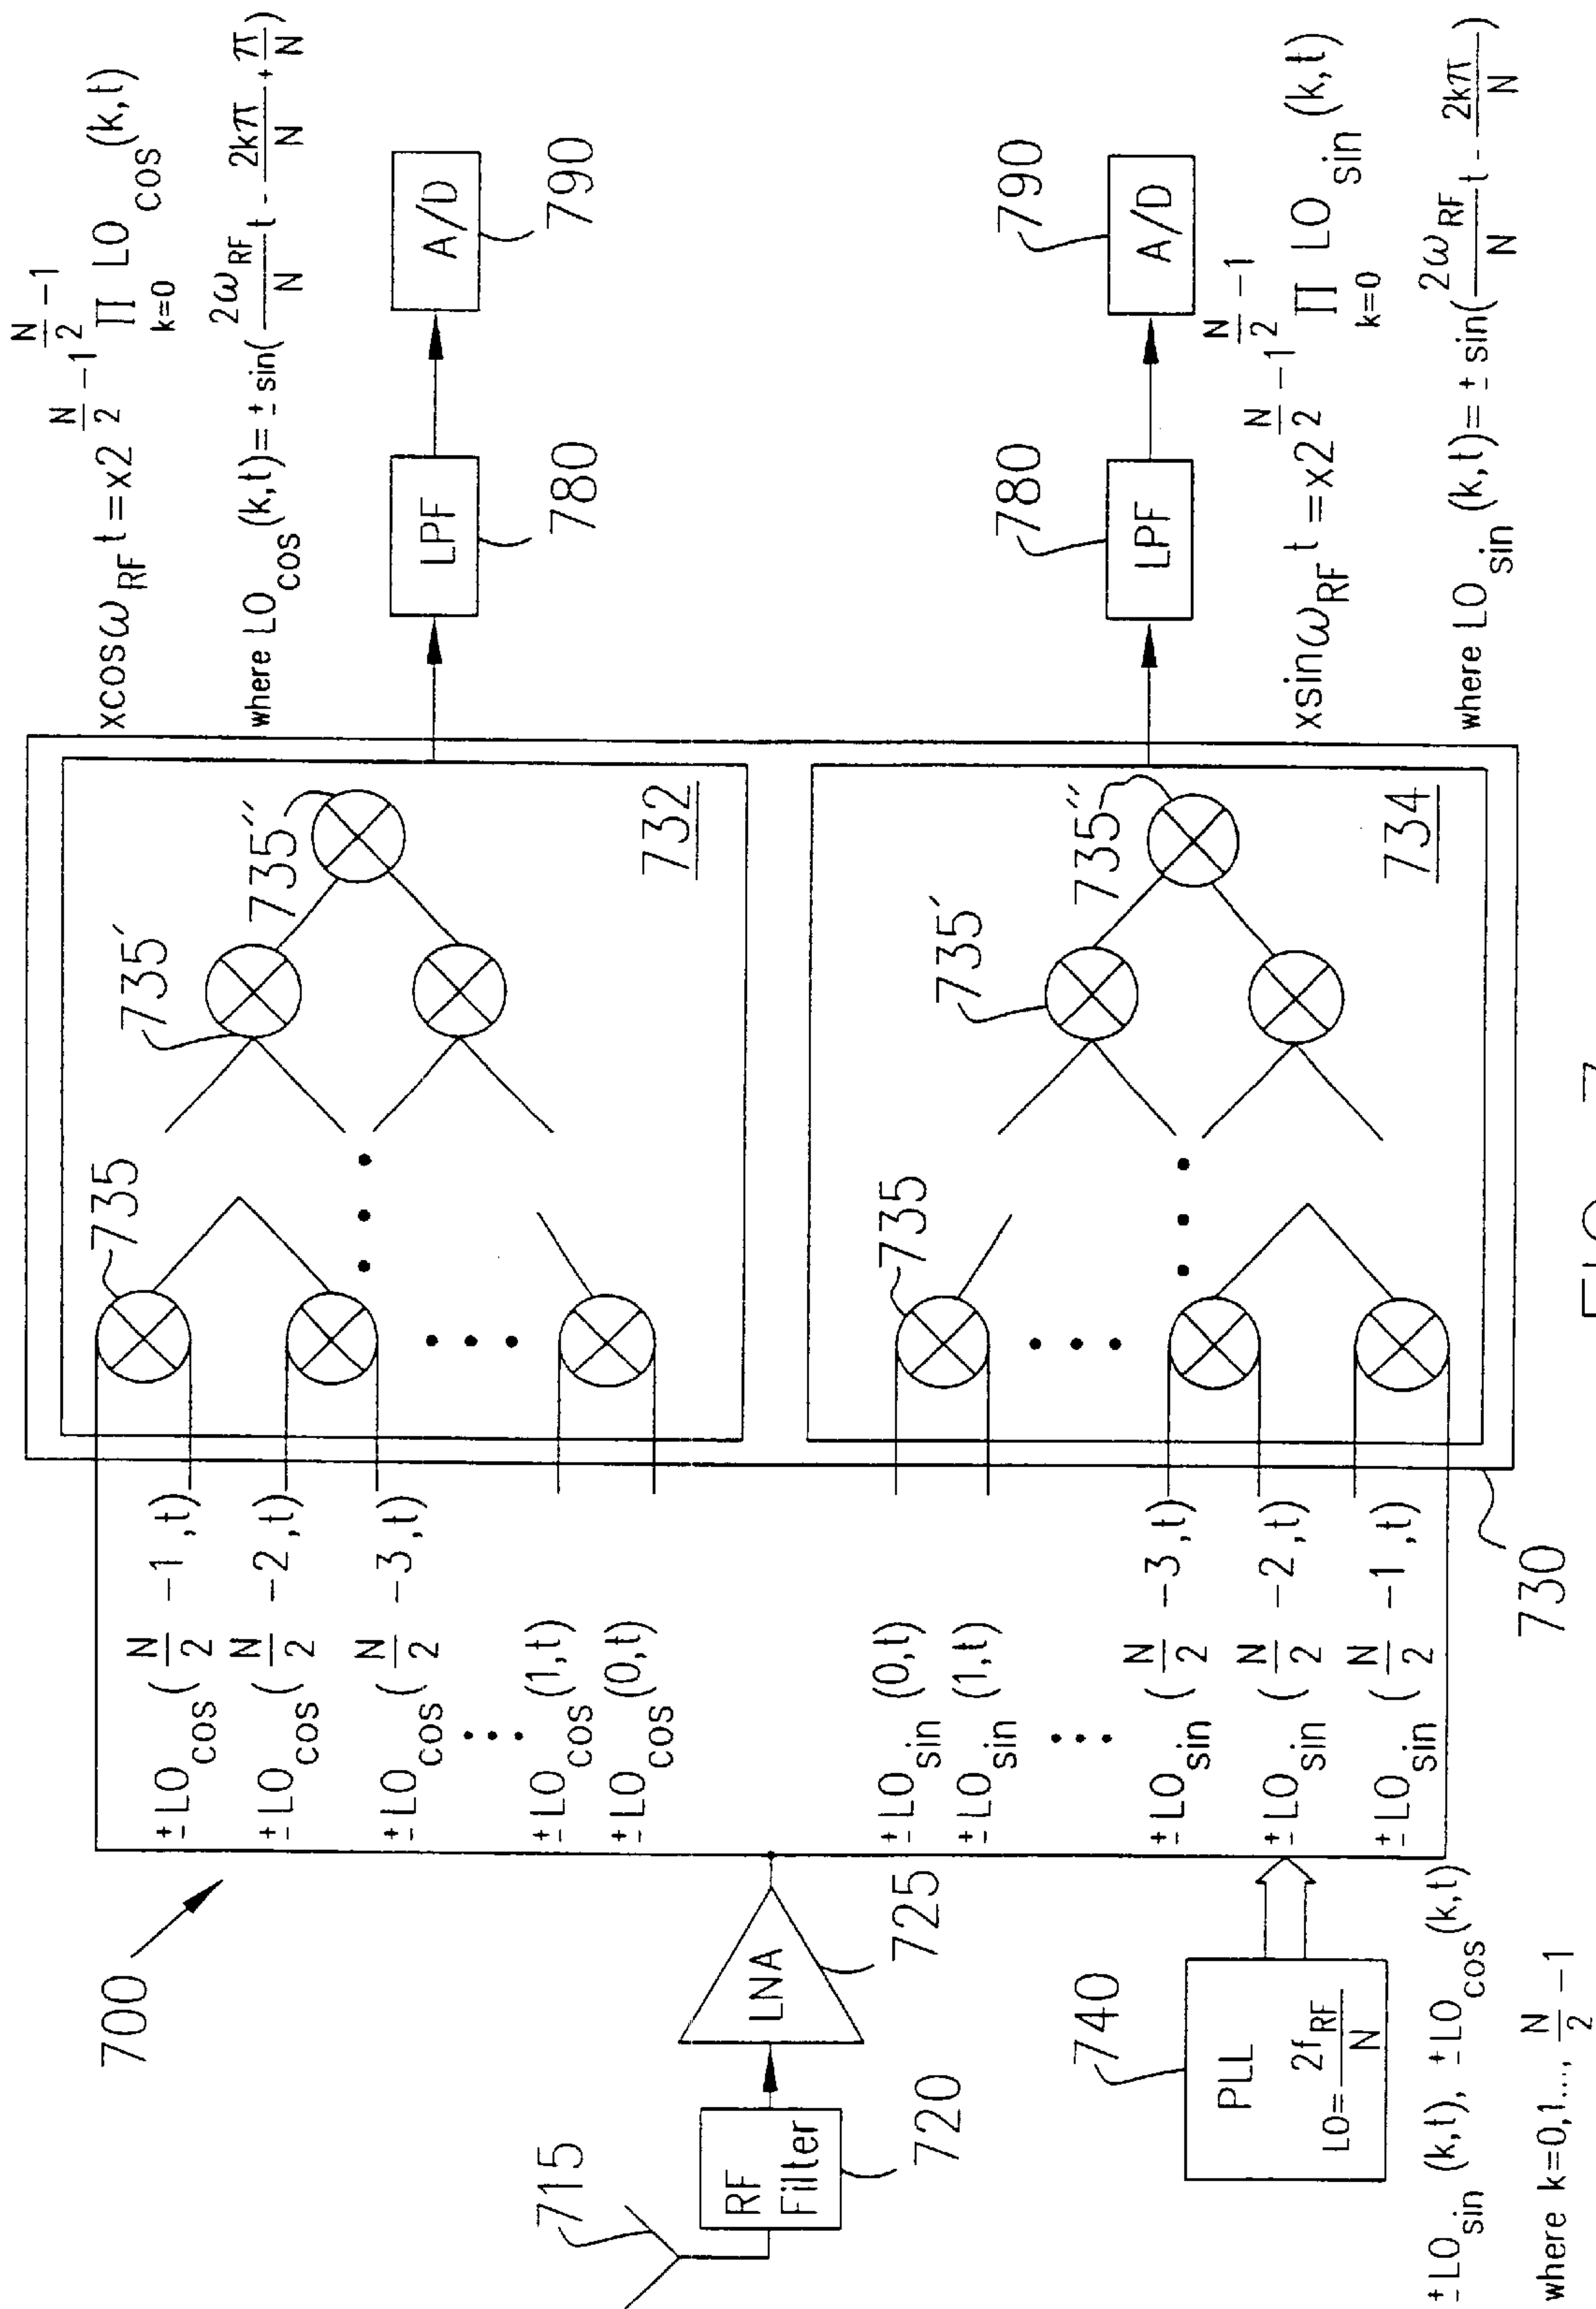 700
715
RF
Filter
720
LNA
725
740
PLL
LO=2f_RF/N
±LO_sin (k,t), ±LO_cos (k,t)
where k=0,1...., N/2 -1
±LO_cos (N/2 -1,t)
±LO_cos (N/2 -2,t)
±LO_cos (N/2 -3,t)
±LO_cos (1,t)
±LO_cos (0,t)
±LO_sin (0,t)
±LO_sin (1,t)
±LO_sin (N/2 -3,t)
±LO_sin (N/2 -2,t)
±LO_sin (N/2 -1,t)
730
735
735′
735″
732
735
735′
735″
734
xcosω_RF t=x2^(N/2 -1) ∏_(k=0)^(N/2 -1) LO_cos (k,t)
where LO_cos (k,t)=±sin(2ω_RF/N t- 2kπ/N + π/N)
LPF
780
A/D
790
LPF
780
A/D
790
xsinω_RF t=x2^(N/2 -1) ∏_(k=0)^(N/2 -1) LO_sin (k,t)
where LO_sin (k,t)=±sin(2ω_RF/N t- 2kπ/N)